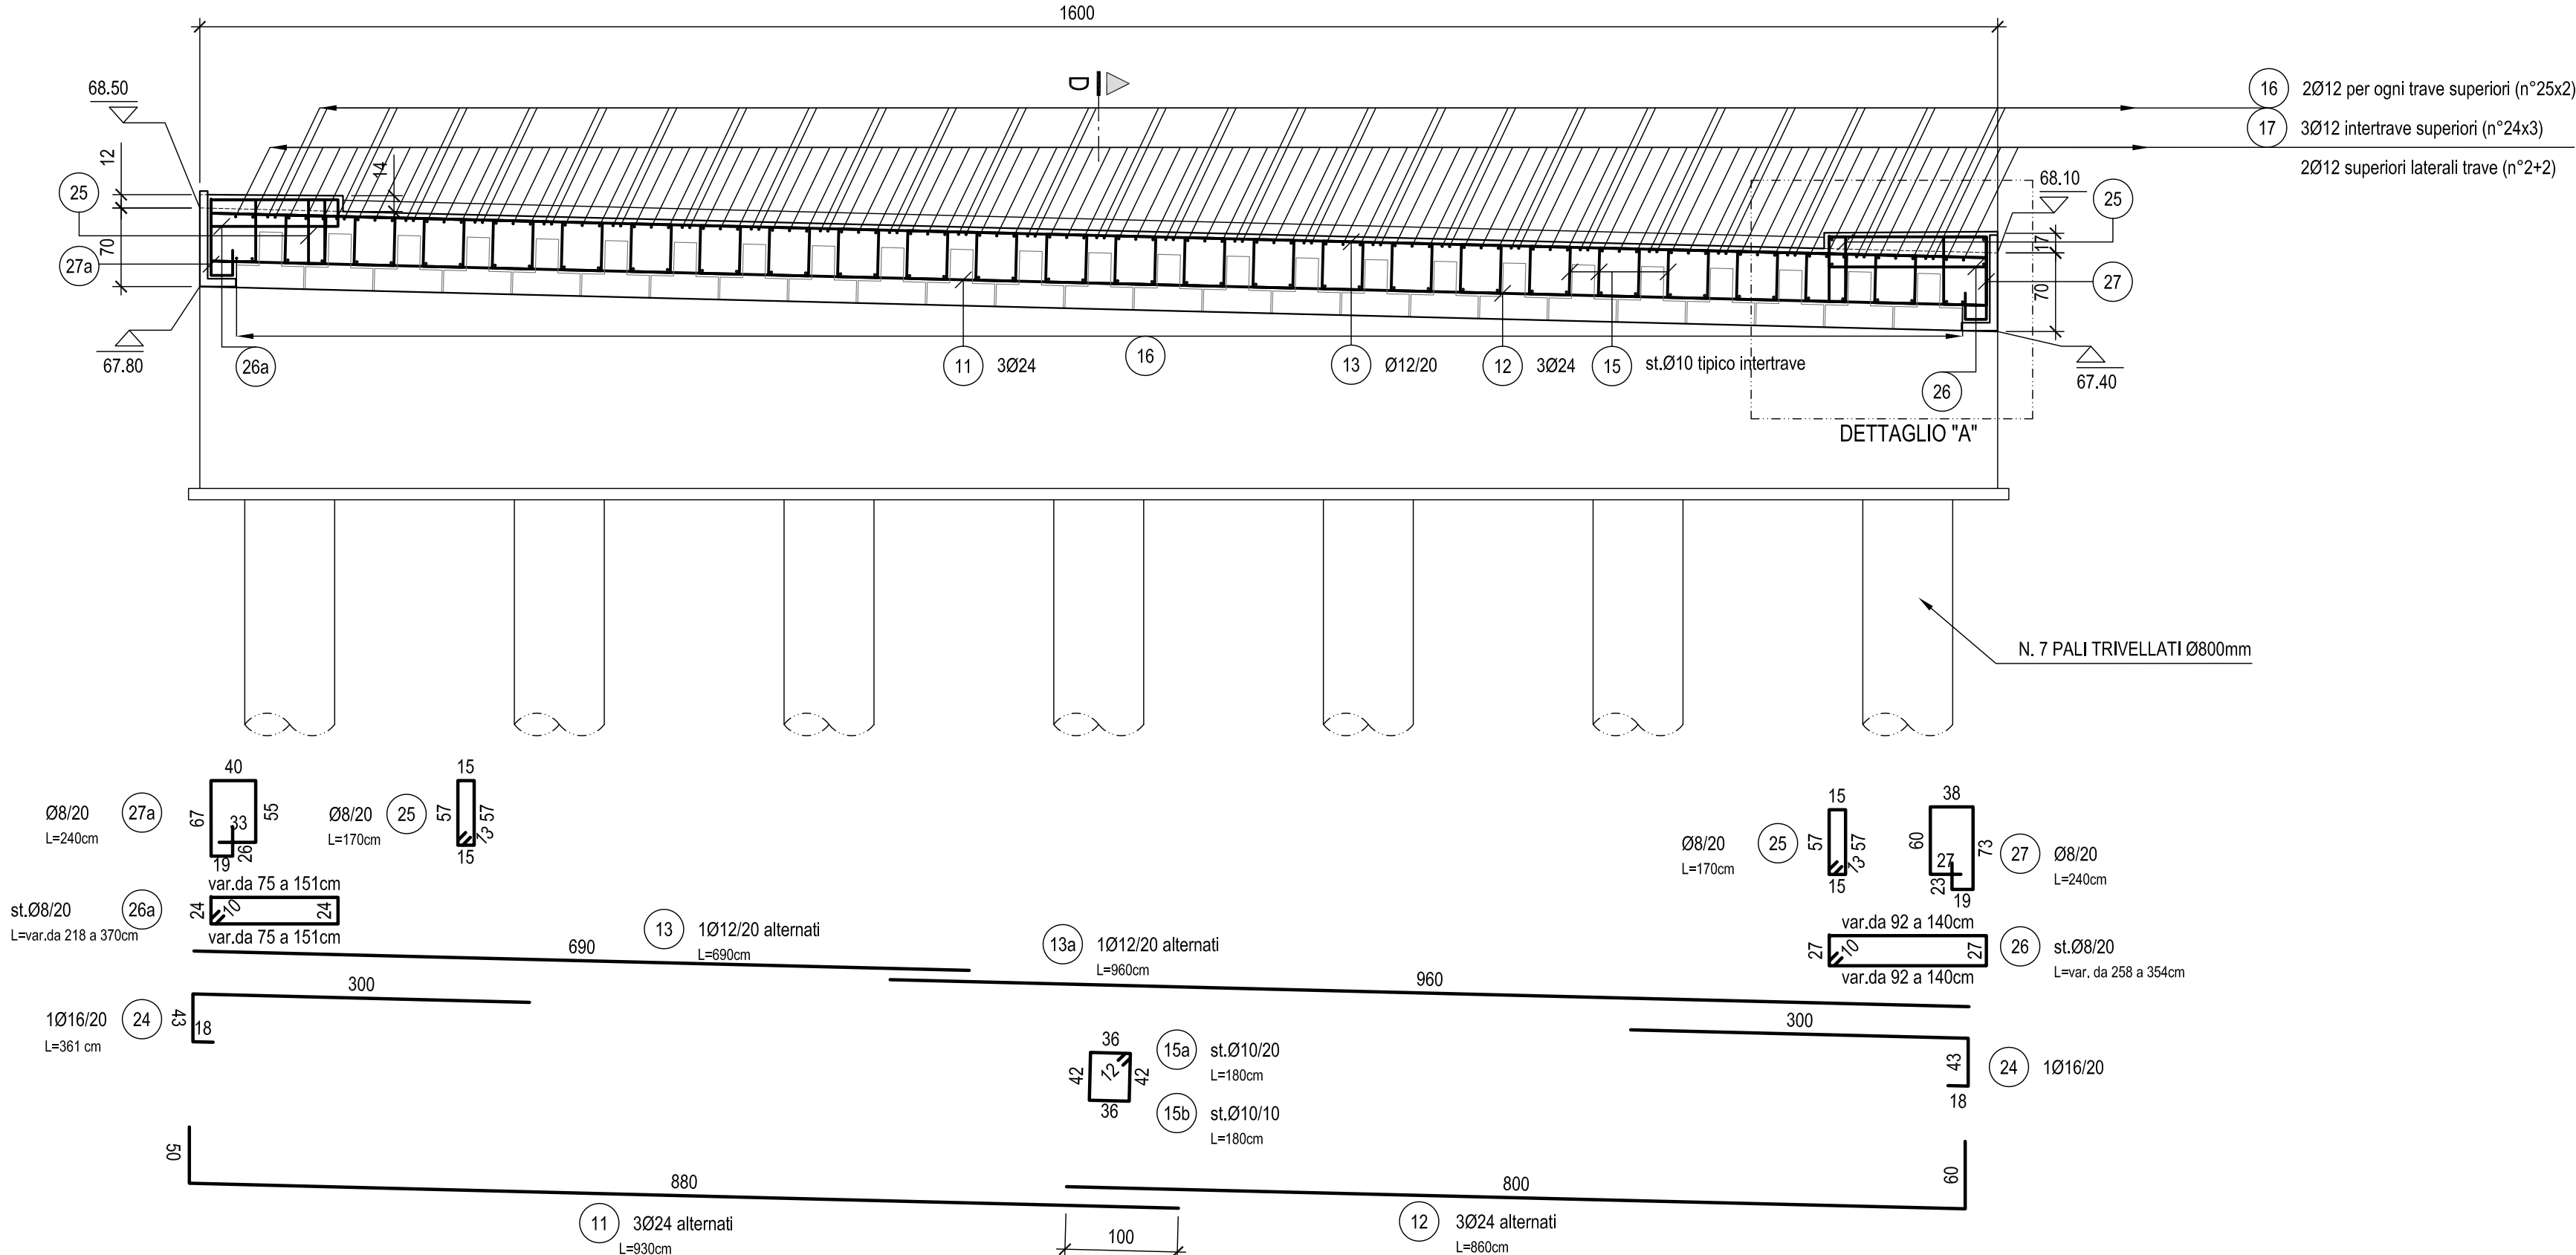 1600
68.50
D
16 2Ø12 per ogni trave superiori (n°25x2)
17 3Ø12 intertrave superiori (n°24x3)
2Ø12 superiori laterali trave (n°2+2)
12
14
25
68.10
25
17
70
27a
70
27
67.80
26a
11 3Ø24
16
13 Ø12/20
12 3Ø24
15 st.Ø10 tipico intertrave
26
67.40
DETTAGLIO "A"
N. 7 PALI TRIVELLATI Ø800mm
40
Ø8/20 27a
L=240cm
67
33
55
19
26
15
Ø8/20 25
L=170cm
57
57
13
15
15
Ø8/20 25
L=170cm
57
57
13
15
38
60
27
73
23
19
27 Ø8/20
L=240cm
var.da 75 a 151cm
st.Ø8/20 26a
L=var.da 218 a 370cm
24
10
24
var.da 75 a 151cm
var.da 92 a 140cm
27
10
27
26 st.Ø8/20
L=var. da 258 a 354cm
var.da 92 a 140cm
13 1Ø12/20 alternati
L=690cm
690
13a 1Ø12/20 alternati
L=960cm
960
300
1Ø16/20 24
L=361 cm
43
18
300
43
18
24 1Ø16/20
36
42
12
42
36
15a st.Ø10/20
L=180cm
15b st.Ø10/10
L=180cm
50
880
11 3Ø24 alternati
L=930cm
100
800
60
12 3Ø24 alternati
L=860cm